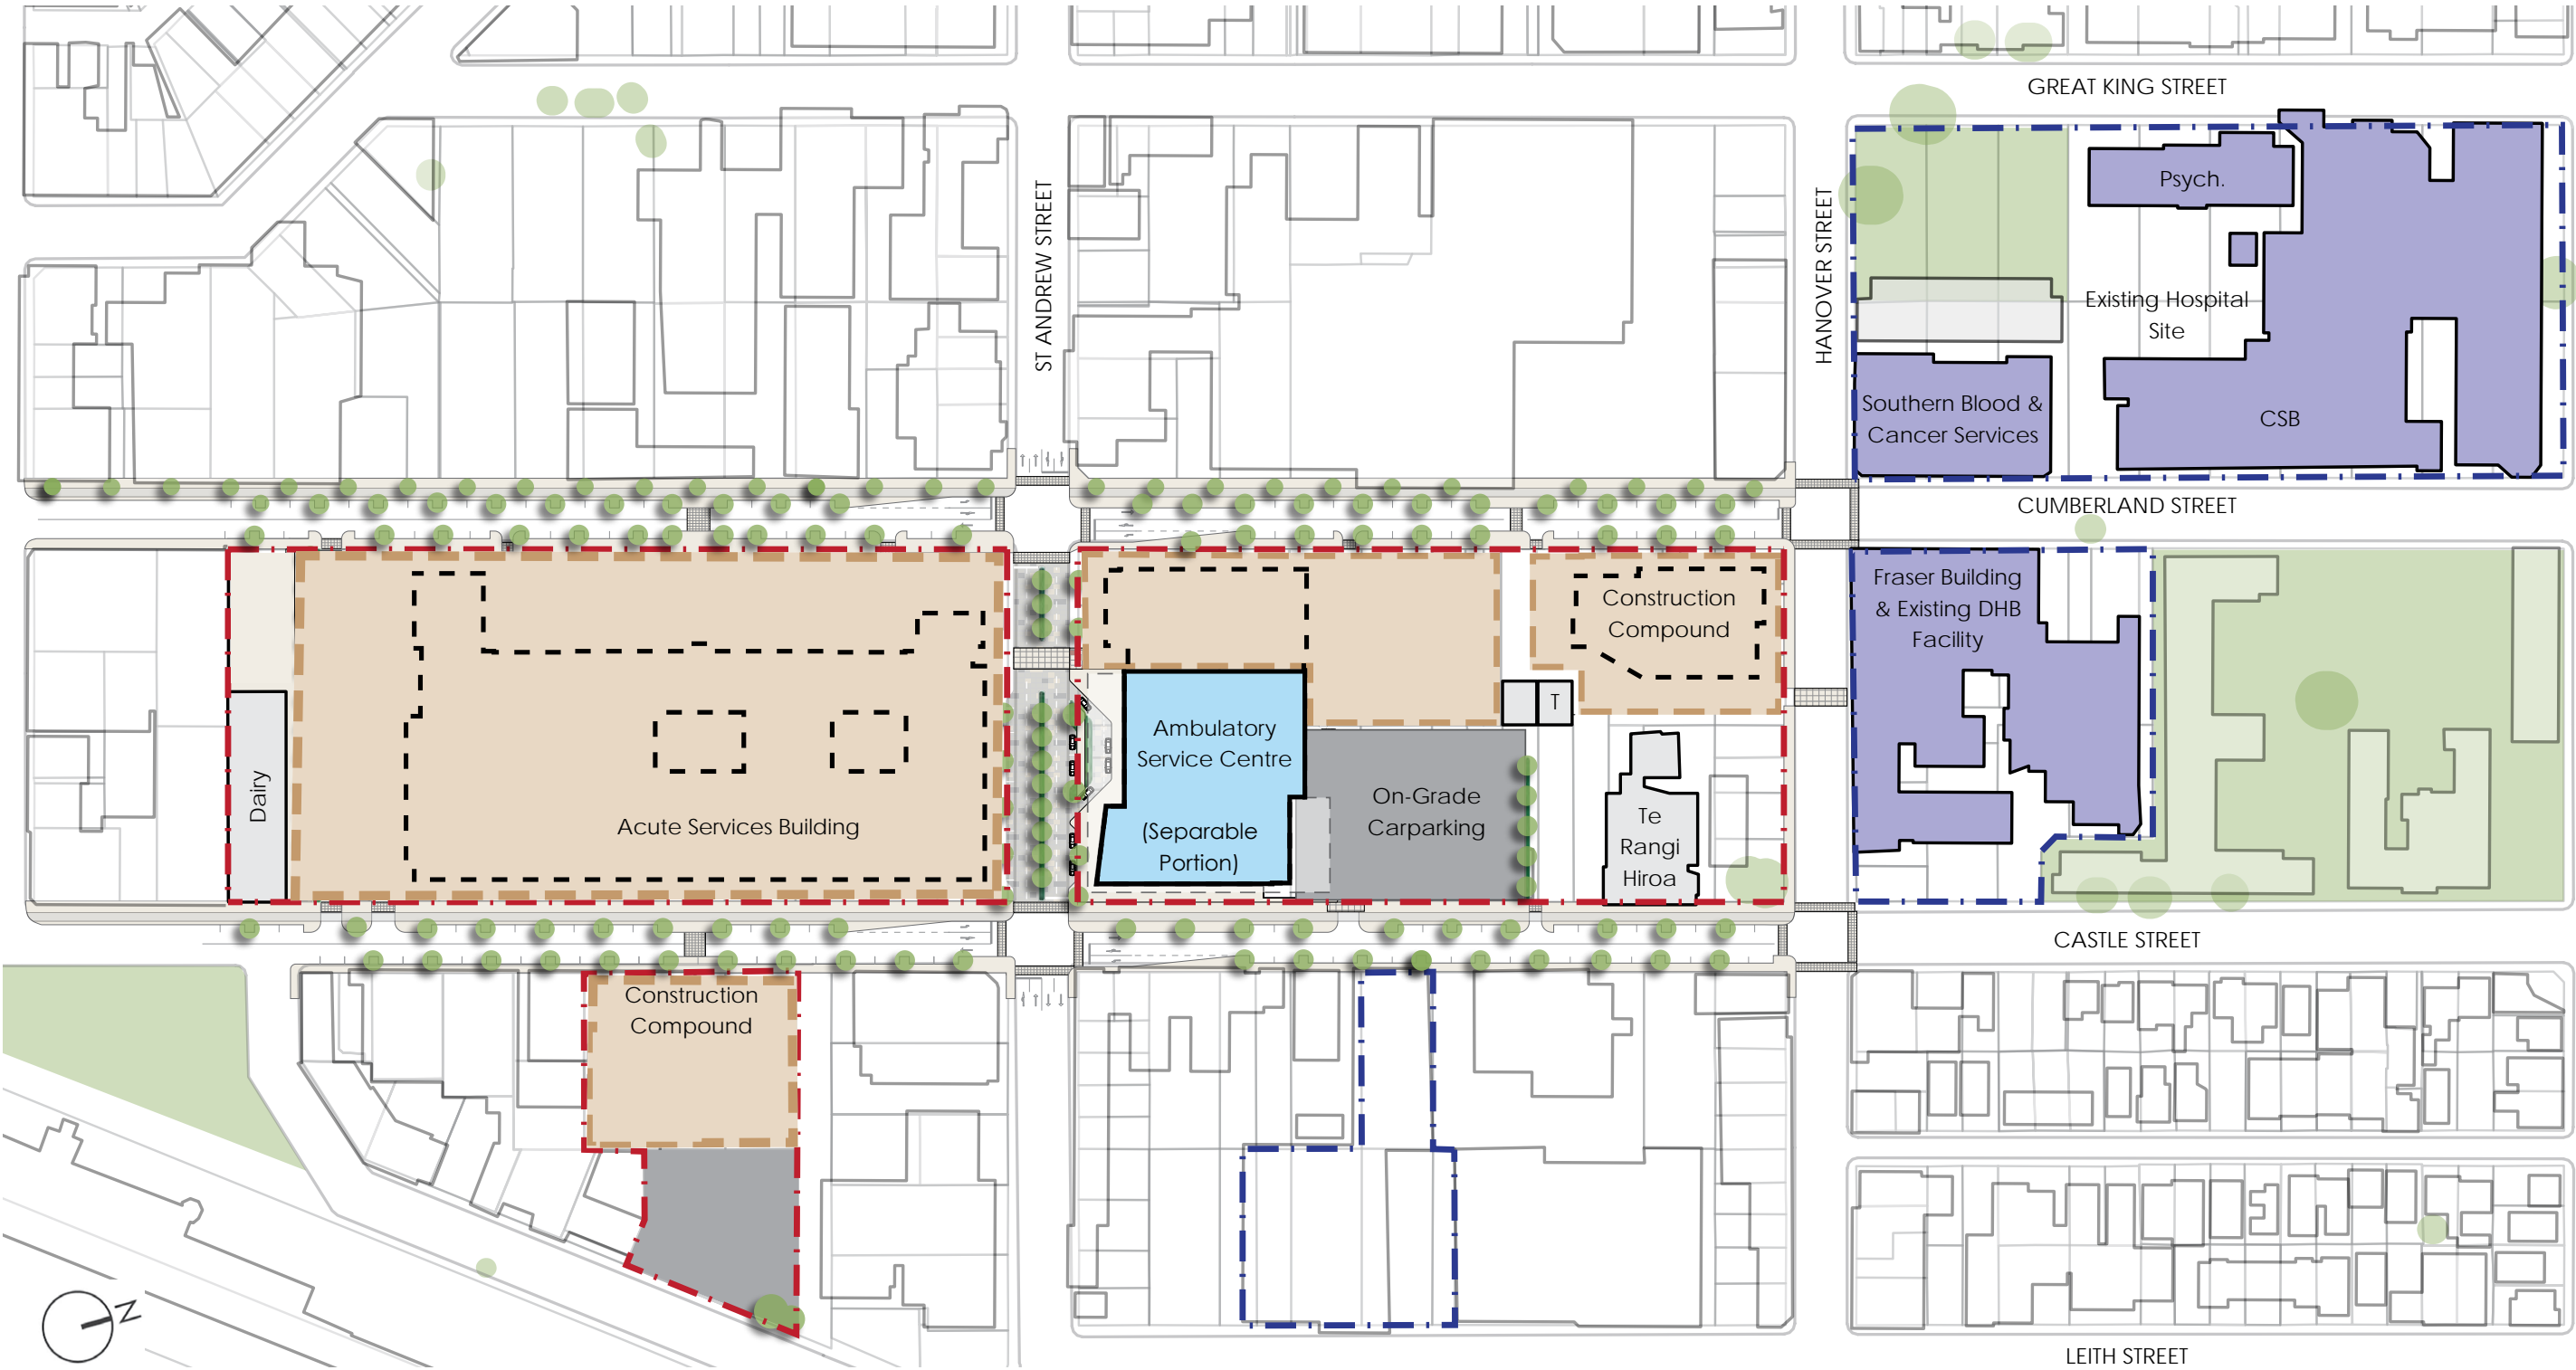 GREAT KING STREET
ST ANDREW STREET
HANOVER STREET
Psych.
Existing Hospital
Site
Southern Blood &
Cancer Services
CSB
CUMBERLAND STREET
Fraser Building
& Existing DHB
Facility
Construction
Compound
T
Ambulatory
Service Centre
(Separable
Portion)
On-Grade
Carparking
Te
Rangi
Hiroa
Dairy
Acute Services Building
CASTLE STREET
Construction
Compound
N
LEITH STREET